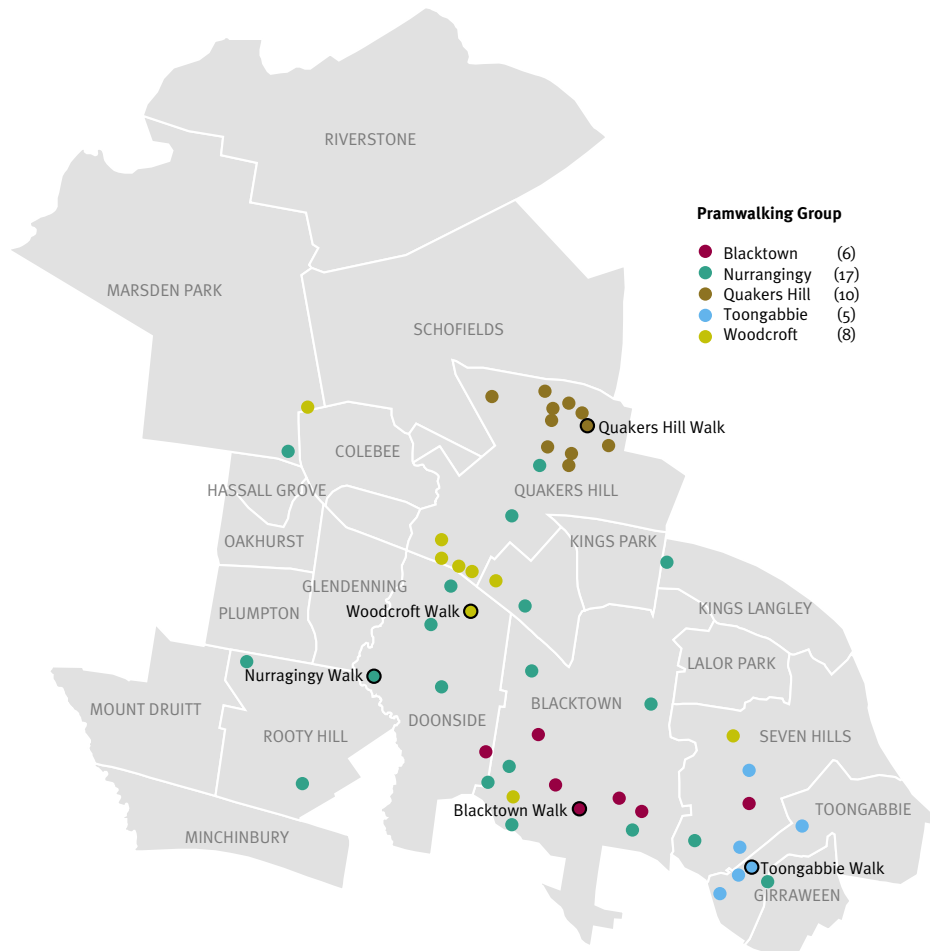 RIVERSTONE
Pramwalking Group
Blacktown (6)
Nurrangingy (17)
Quakers Hill (10)
Toongabbie (5)
Woodcroft (8)
MARSDEN PARK
SCHOFIELDS
Quakers Hill Walk
COLEBEE
HASSALL GROVE
QUAKERS HILL
OAKHURST
KINGS PARK
GLENDENNING
PLUMPTON
Woodcroft Walk
KINGS LANGLEY
LALOR PARK
Nurragingy Walk
MOUNT DRUITT
BLACKTOWN
DOONSIDE
ROOTY HILL
SEVEN HILLS
Blacktown Walk
TOONGABBIE
MINCHINBURY
Toongabbie Walk
GIRRAWEEN